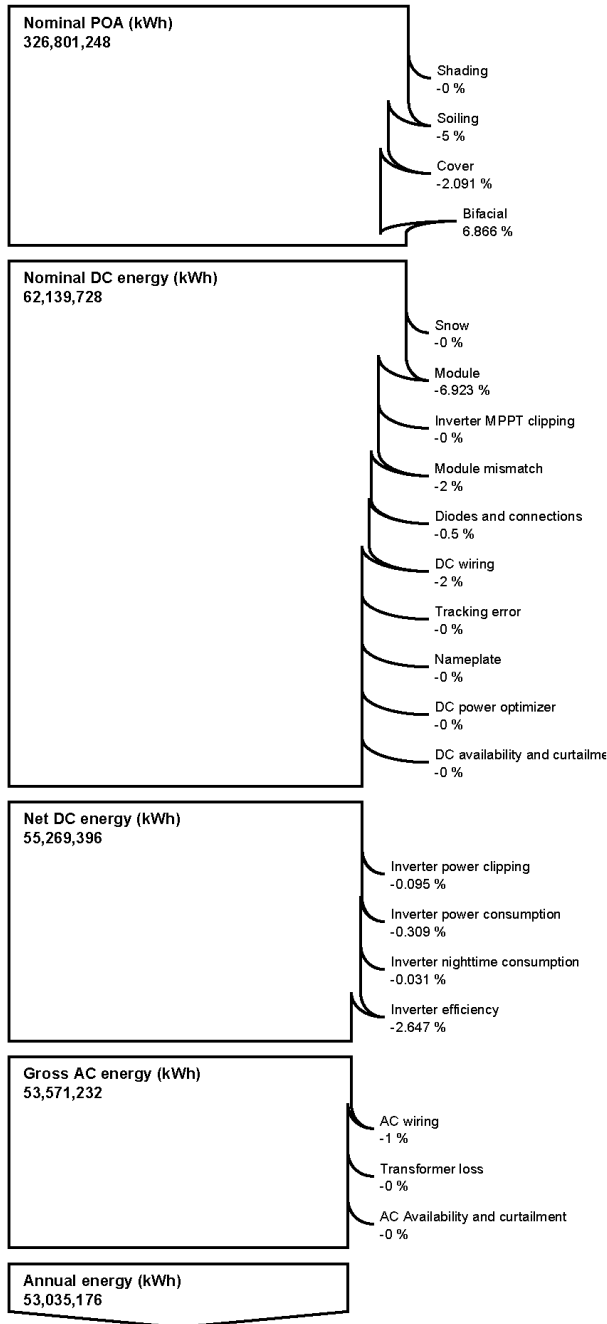 Nominal POA (kWh)
326,801,248
Shading
-0 %
Soiling
-5 %
Cover
-2.091 %
Bifacial
6.866 %
Nominal DC energy (kWh)
62,139,728
Snow
-0 %
Module
-6.923 %
Inverter MPPT clipping
-0 %
Module mismatch
-2 %
Diodes and connections
-0.5 %
DC wiring
-2 %
Tracking error
-0 %
Nameplate
-0 %
DC power optimizer
-0 %
DC availability and curtailme
-0 %
Net DC energy (kWh)
55,269,396
Inverter power clipping
-0.095 %
Inverter power consumption
-0.309 %
Inverter nighttime consumption
-0.031 %
Inverter efficiency
-2.647 %
Gross AC energy (kWh)
53,571,232
AC wiring
-1 %
Transformer loss
-0 %
AC Availability and curtailment
-0 %
Annual energy (kWh)
53,035,176